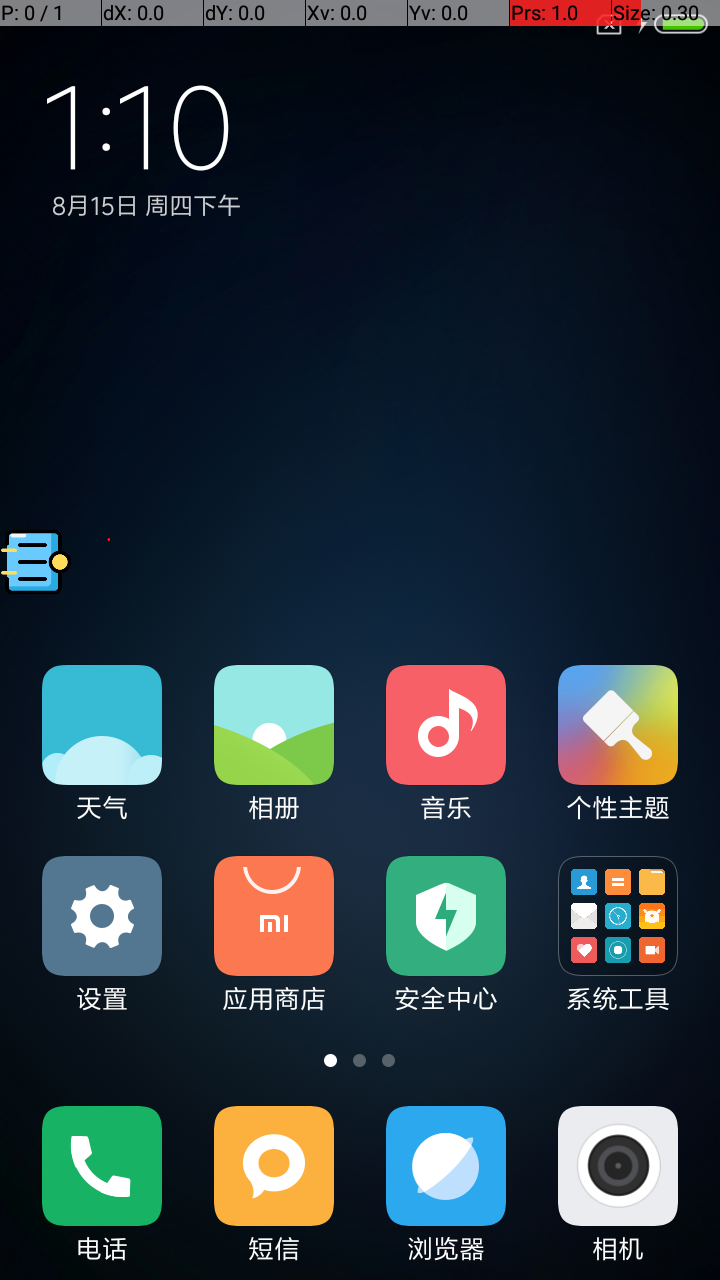 P: 0 / 1 dX: 0.0 dY: 0.0 Xv: 0.0 Yv: 0.0 Prs: 1.0 Size: 0.30
1:10
8月15日 周四下午
天气 相册 音乐 个性主题
mi
设置 应用商店 安全中心 系统工具
电话 短信 浏览器 相机